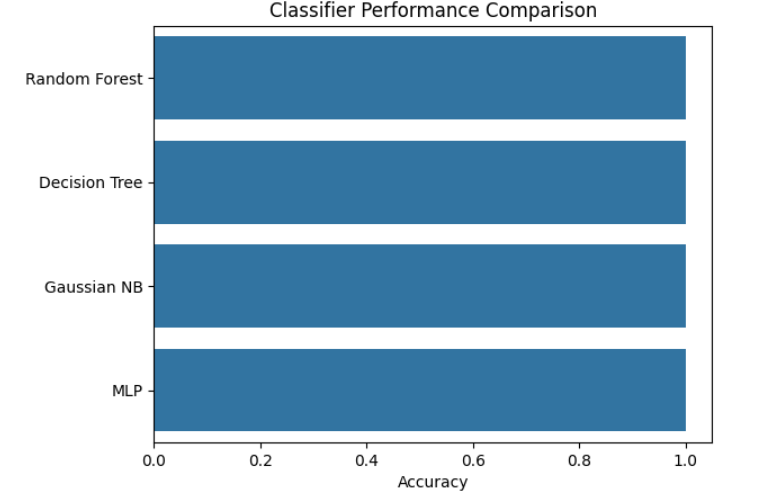 Classifier Performance Comparison
Random Forest
Decision Tree
Gaussian NB
MLP
0.0 0.2 0.4 0.6 0.8 1.0
Accuracy